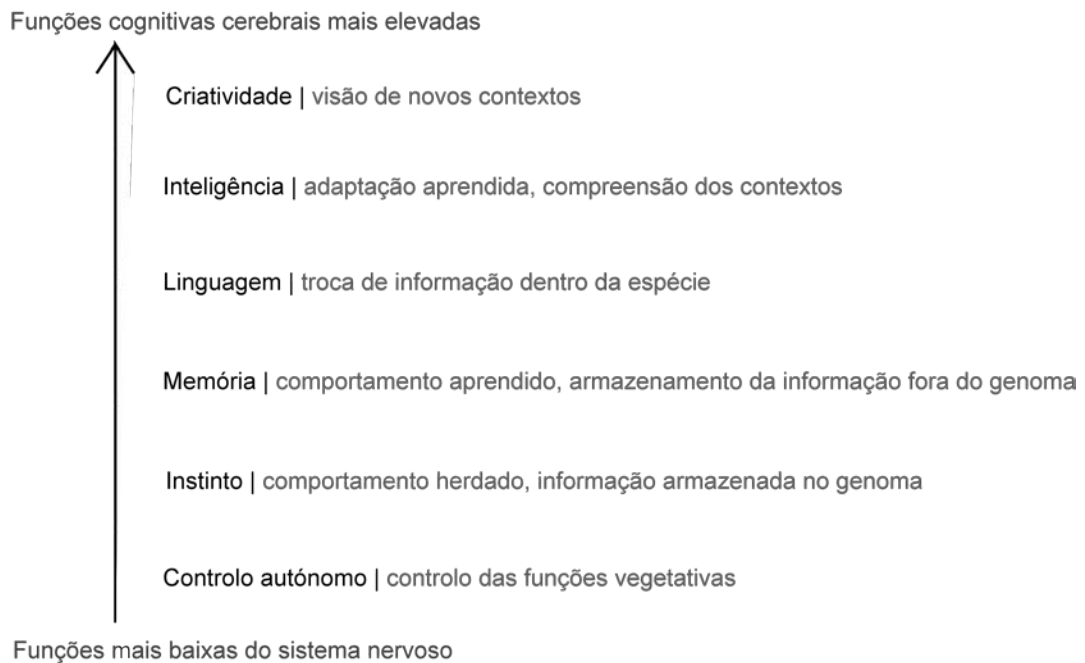 Funções cognitivas cerebrais mais elevadas
Criatividade | visão de novos contextos
Inteligência | adaptação aprendida, compreensão dos contextos
Linguagem | troca de informação dentro da espécie
Memória | comportamento aprendido, armazenamento da informação fora do genoma
Instinto | comportamento herdado, informação armazenada no genoma
Controlo autónomo | controlo das funções vegetativas
Funções mais baixas do sistema nervoso